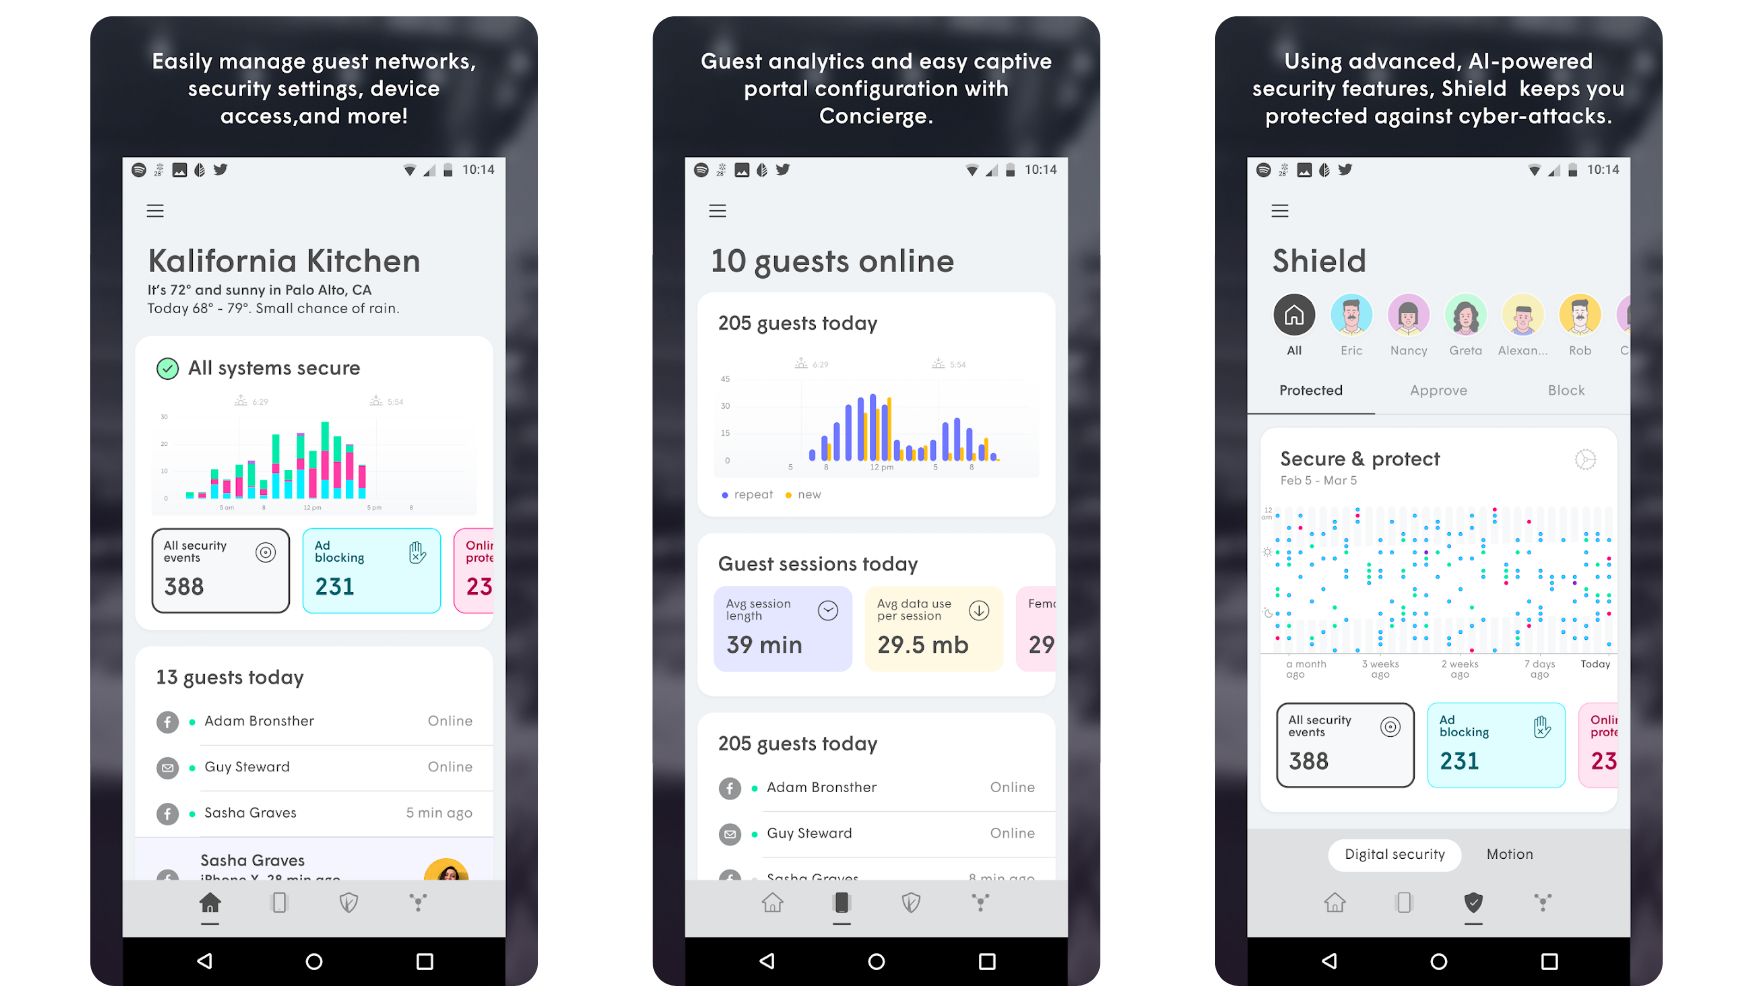 Easily manage guest networks,
security settings, device
access,and more!
28°
10:14
Kalifornia Kitchen
It's 72° and sunny in Palo Alto, CA
Today 68° - 79°. Small chance of rain.
All systems secure
6:29
5:54
30
20
10
0
5 am
8
12 pm
5 pm
8
All security
events
388
Ad
blocking
231
Onlin
prote
23
13 guests today
Adam Bronsther Online
Guy Steward Online
Sasha Graves 5 min ago
Sasha Graves
iPhone X, 28 min ago
Guest analytics and easy captive
portal configuration with
Concierge.
28°
10:14
10 guests online
205 guests today
6:29
5:54
45
30
15
0
5
8
12 pm
5
8
repeat new
Guest sessions today
Avg session
length
39 min
Avg data use
per session
29.5 mb
Fema
29
205 guests today
Adam Bronsther Online
Guy Steward Online
Sasha Graves 8 min ago
Using advanced, AI-powered
security features, Shield keeps you
protected against cyber-attacks.
28°
10:14
Shield
All Eric Nancy Greta Alexan... Rob C
Protected Approve Block
Secure & protect
Feb 5 - Mar 5
12
am
a month
ago
3 weeks
ago
2 weeks
ago
7 days
ago
Today
All security
events
388
Ad
blocking
231
Onlin
prote
23
Digital security Motion